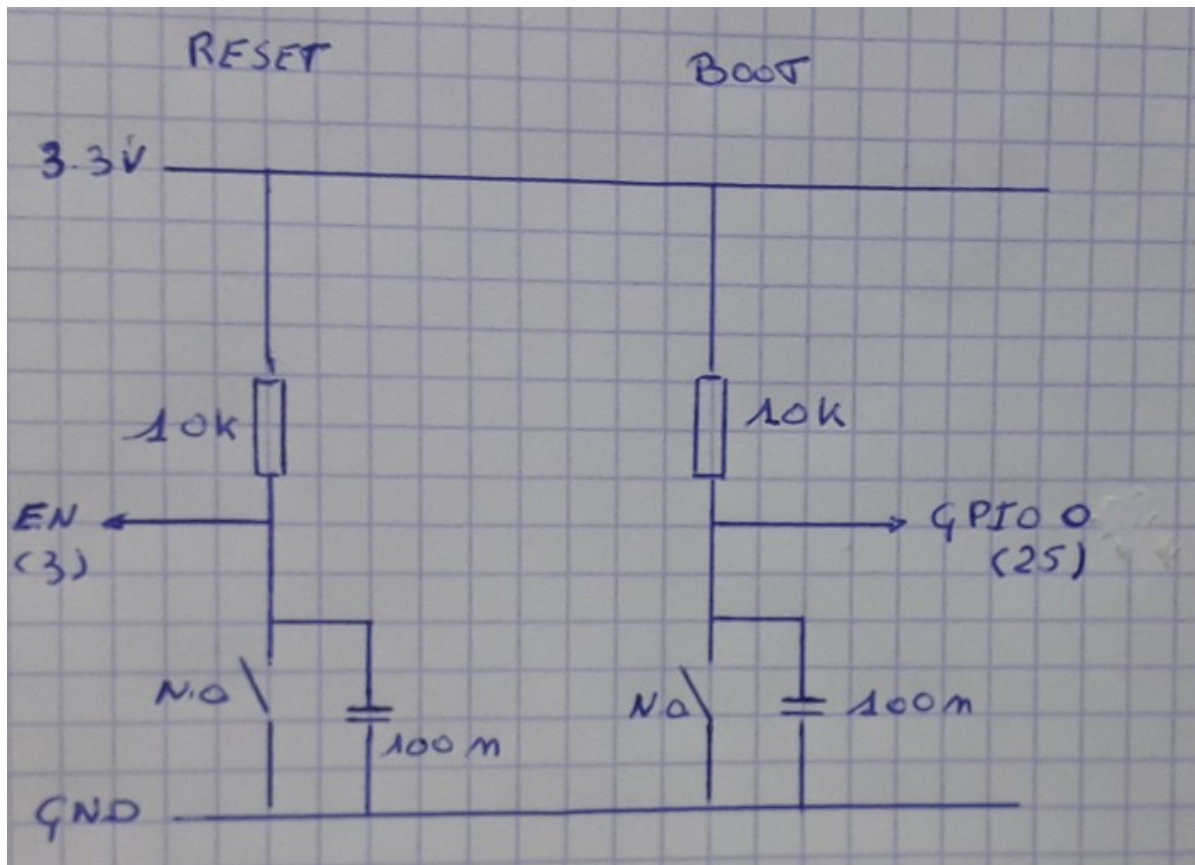 RESET
BOOT
3.3V
10K
10K
EN
(3)
GPIO 0
(25)
N.O
100n
N.O
100n
GND